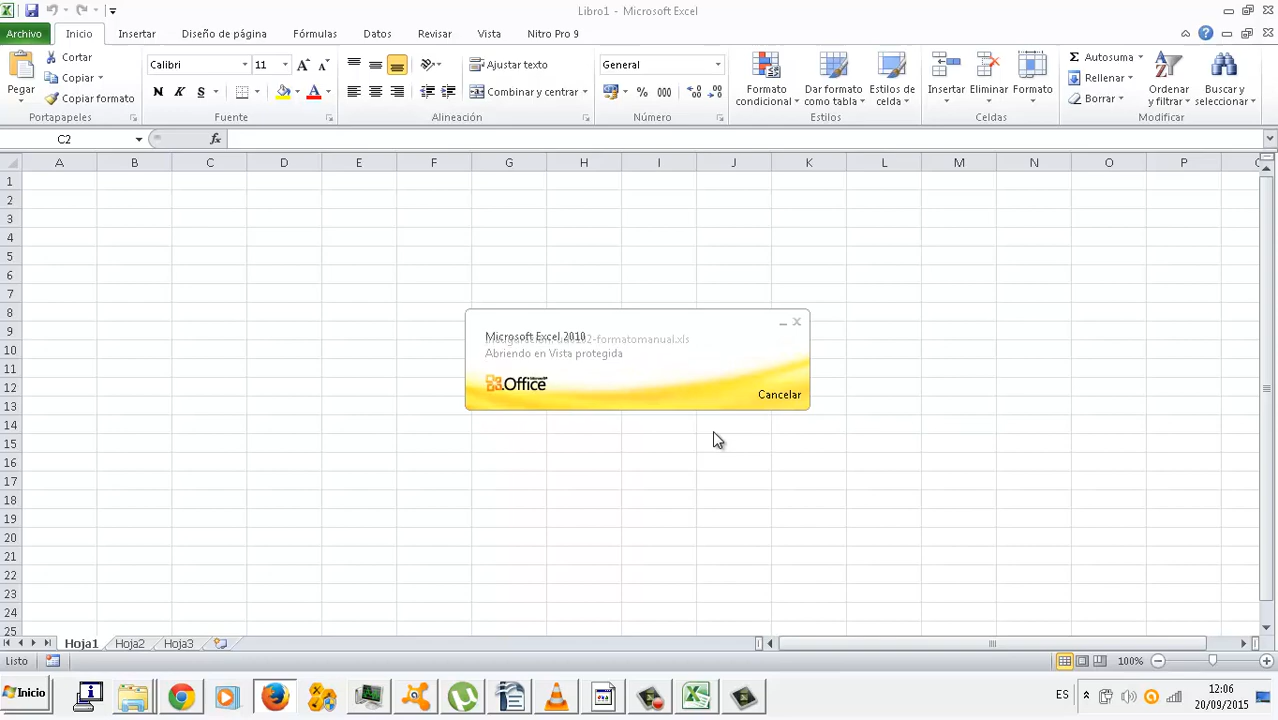 Libro1 - Microsoft Excel
Archivo Inicio Insertar Diseño de página Fórmulas Datos Revisar Vista Nitro Pro 9
Pegar
Cortar
Copiar
Copiar formato
Portapapeles
Calibri 11
N K S
Fuente
Ajustar texto
Combinar y centrar
Alineación
General
% 000
Número
Formato condicional
Dar formato como tabla
Estilos de celda
Estilos
Insertar Eliminar Formato
Celdas
Autosuma
Rellenar
Borrar
Ordenar y filtrar
Buscar y seleccionar
Modificar
C2 fx
A B C D E F G H I J K L M N O P
1
2
3
4
5
6
7
8
9
10
11
12
13
14
15
16
17
18
19
20
21
22
23
24
25
Microsoft Excel 2010
-formatomanual.xls
Abriendo en Vista protegida
Office
Cancelar
Hoja1 Hoja2 Hoja3
Listo 100%
Inicio ES 12:06
20/09/2015